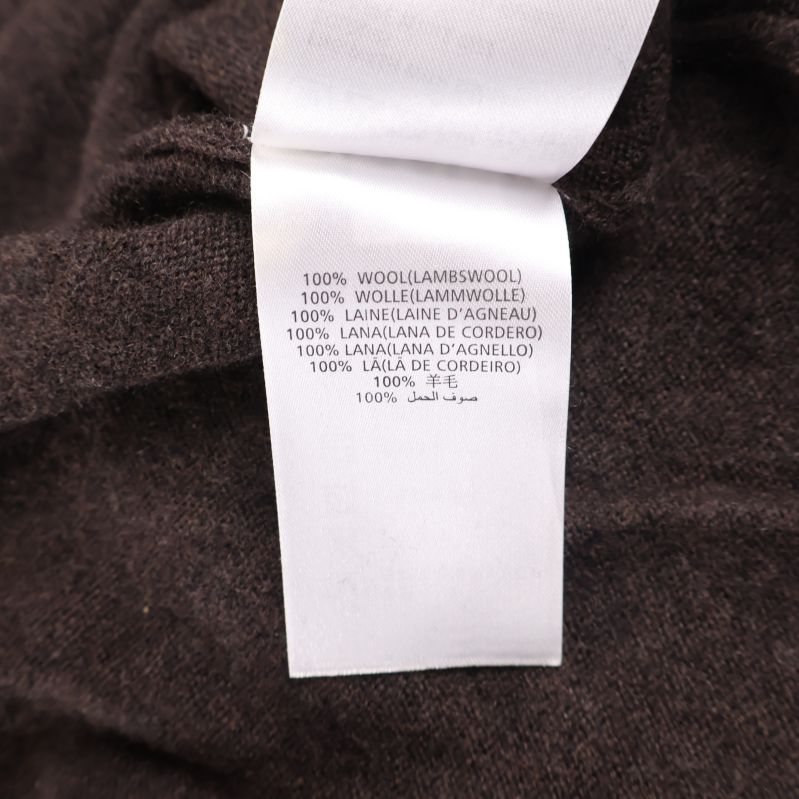 100% WOOL(LAMBSWOOL)
100% WOLLE(LAMMWOLLE)
100% LAINE(LAINE D'AGNEAU)
100% LANA(LANA DE CORDERO)
100% LANA(LANA D'AGNELLO)
100% LÃ(LÃ DE CORDEIRO)
100% 羊毛
100% صوف الحمل